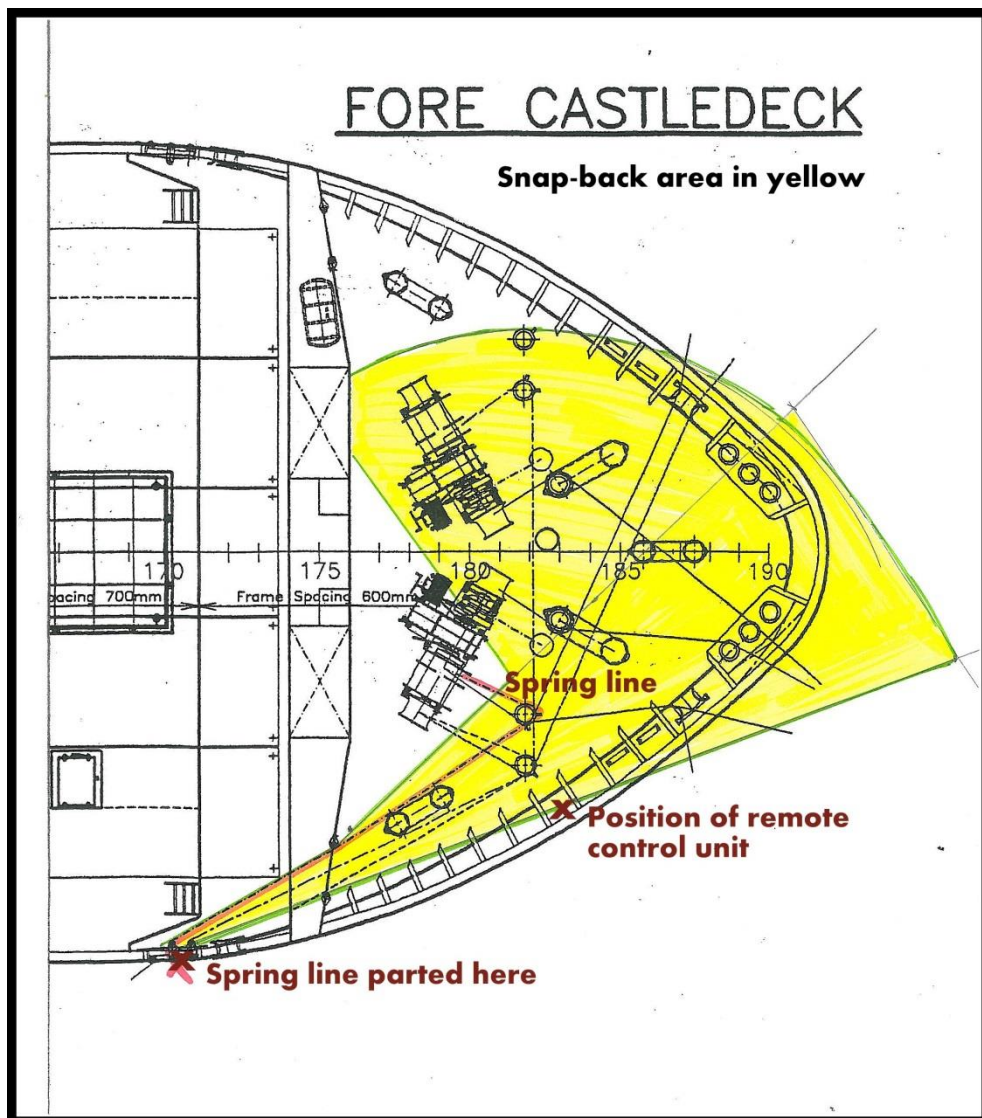 FORE CASTLEDECK
Snap-back area in yellow
170 175 180 185 190
pacing 700mm Frame Spacing 600mm
Spring line
Position of remote
control unit
Spring line parted here